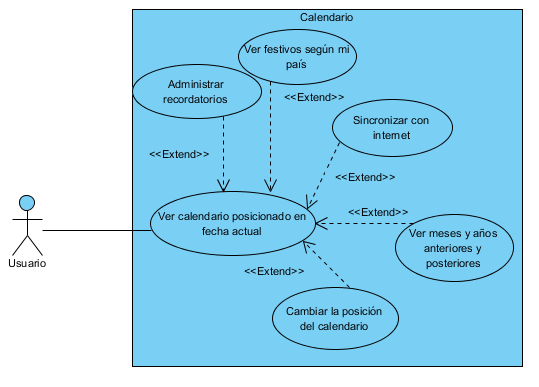 Calendario
Ver festivos según mi
país
Administrar
recordatorios
<<Extend>>
Sincronizar con
internet
<<Extend>>
<<Extend>>
Ver calendario posicionado en
fecha actual
<<Extend>>
Ver meses y años
anteriores y
posteriores
Usuario
<<Extend>>
Cambiar la posición
del calendario